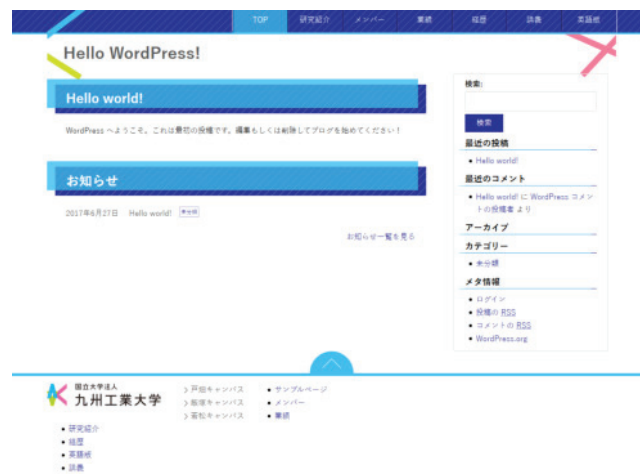 TOP 研究紹介 メンバー 業績 経歴 講義 英語版
Hello WordPress!
Hello world!
WordPress へようこそ。これは最初の投稿です。編集もしくは削除してブログを始めてください！
お知らせ
2017年6月27日 Hello world! 未分類
お知らせ一覧を見る
検索:
検索
最近の投稿
Hello world!
最近のコメント
Hello world! に WordPress コメン
トの投稿者 より
アーカイブ
カテゴリー
未分類
メタ情報
ログイン
投稿の RSS
コメントの RSS
WordPress.org
国立大学法人
九州工業大学
> 戸畑キャンパス
> 飯塚キャンパス
> 若松キャンパス
サンプルページ
メンバー
業績
研究紹介
経歴
英語版
講義